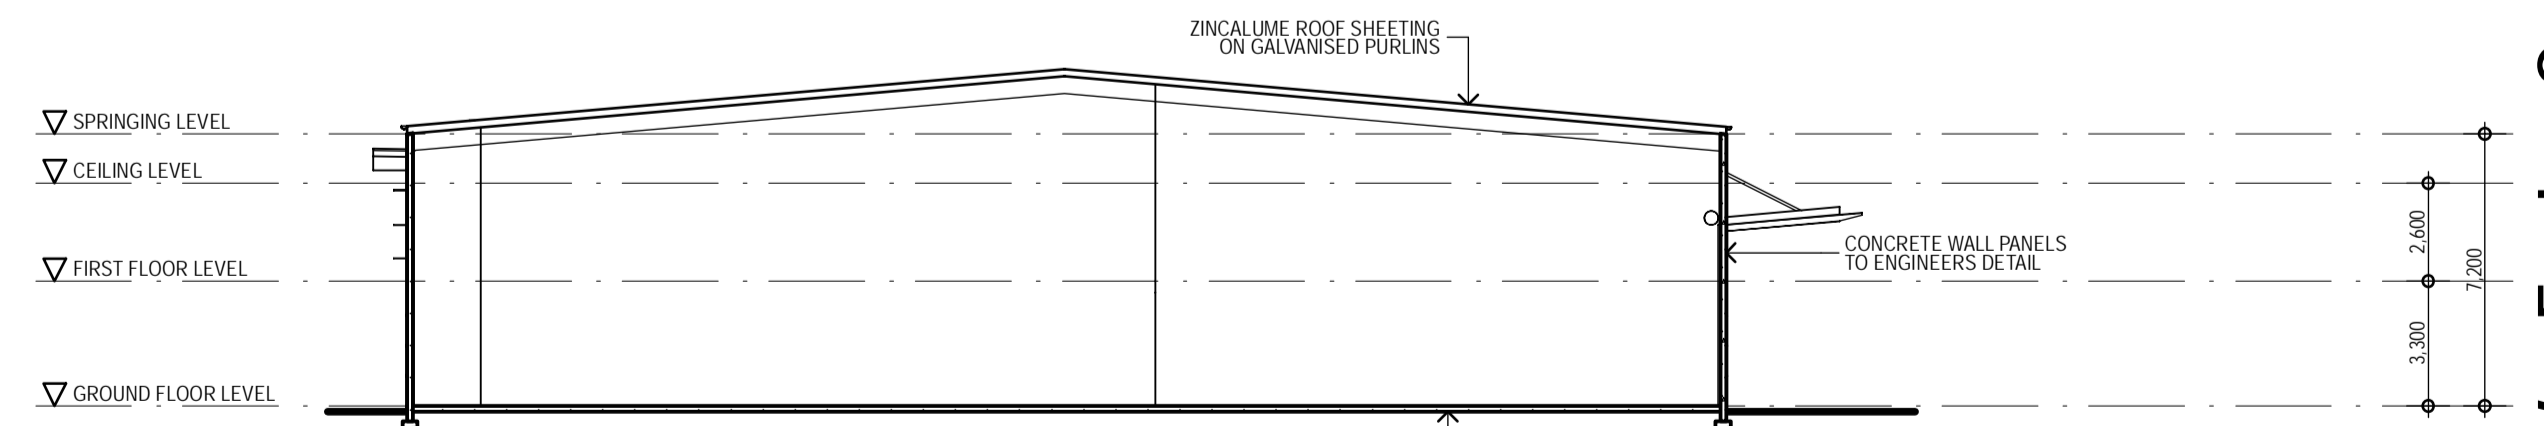 ZINCALUME ROOF SHEETING
ON GALVANISED PURLINS
SPRINGING LEVEL
CEILING LEVEL
CONCRETE WALL PANELS
TO ENGINEERS DETAIL
FIRST FLOOR LEVEL
GROUND FLOOR LEVEL
2,600
7,200
3,300